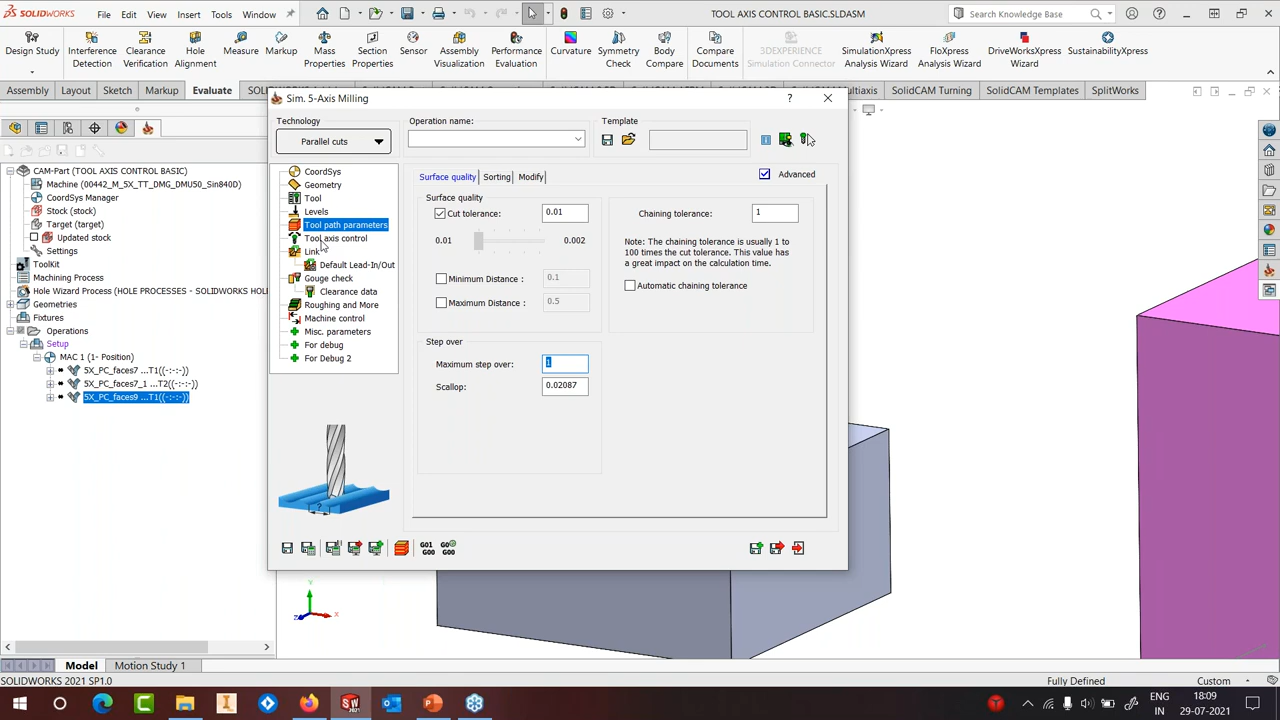 SOLIDWORKS File Edit View Insert Tools Window TOOL AXIS CONTROL BASIC.SLDASM Search Knowledge Base
Design Study
Interference Detection
Clearance Verification
Hole Alignment
Measure
Markup
Mass Properties
Section Properties
Sensor
Assembly Visualization
Performance Evaluation
Curvature
Symmetry Check
Body Compare
Compare Documents
3DEXPERIENCE Simulation Connector
SimulationXpress Analysis Wizard
FloXpress Analysis Wizard
DriveWorksXpress Wizard
SustainabilityXpress
Assembly Layout Sketch Markup Evaluate SolidCAM Turning SolidCAM Templates SplitWorks
Sim. 5-Axis Milling ?
Technology Operation name: Template
Parallel cuts
CAM-Part (TOOL AXIS CONTROL BASIC)
Machine (00442_M_5X_TT_DMG_DMU50_Sin840D)
CoordSys Manager
Stock (stock)
Target (target)
Updated stock
Settings
ToolKit
Machining Process
Hole Wizard Process (HOLE PROCESSES - SOLIDWORKS HOL
Geometries
Fixtures
Operations
Setup
MAC 1 (1- Position)
5X_PC_faces7 ...T1((-:-:-))
5X_PC_faces7_1 ...T2((-:-:-))
5X_PC_faces9 ...T1((-:-:-))
CoordSys
Geometry
Tool
Levels
Tool path parameters
Tool axis control
Link
Default Lead-In/Out
Gouge check
Clearance data
Roughing and More
Machine control
Misc. parameters
For debug
For Debug 2
Surface quality Sorting Modify Advanced
Surface quality
Cut tolerance: 0.01
0.01 0.002
Minimum Distance : 0.1
Maximum Distance : 0.5
Chaining tolerance: 1
Note: The chaining tolerance is usually 1 to
100 times the cut tolerance. This value has
a great impact on the calculation time.
Automatic chaining tolerance
Step over
Maximum step over: 1
Scallop: 0.02087
?
G01 G00
G00
Y
Z X
Model Motion Study 1
SOLIDWORKS 2021 SP1.0 Fully Defined Custom
ENG
IN
18:09
29-07-2021